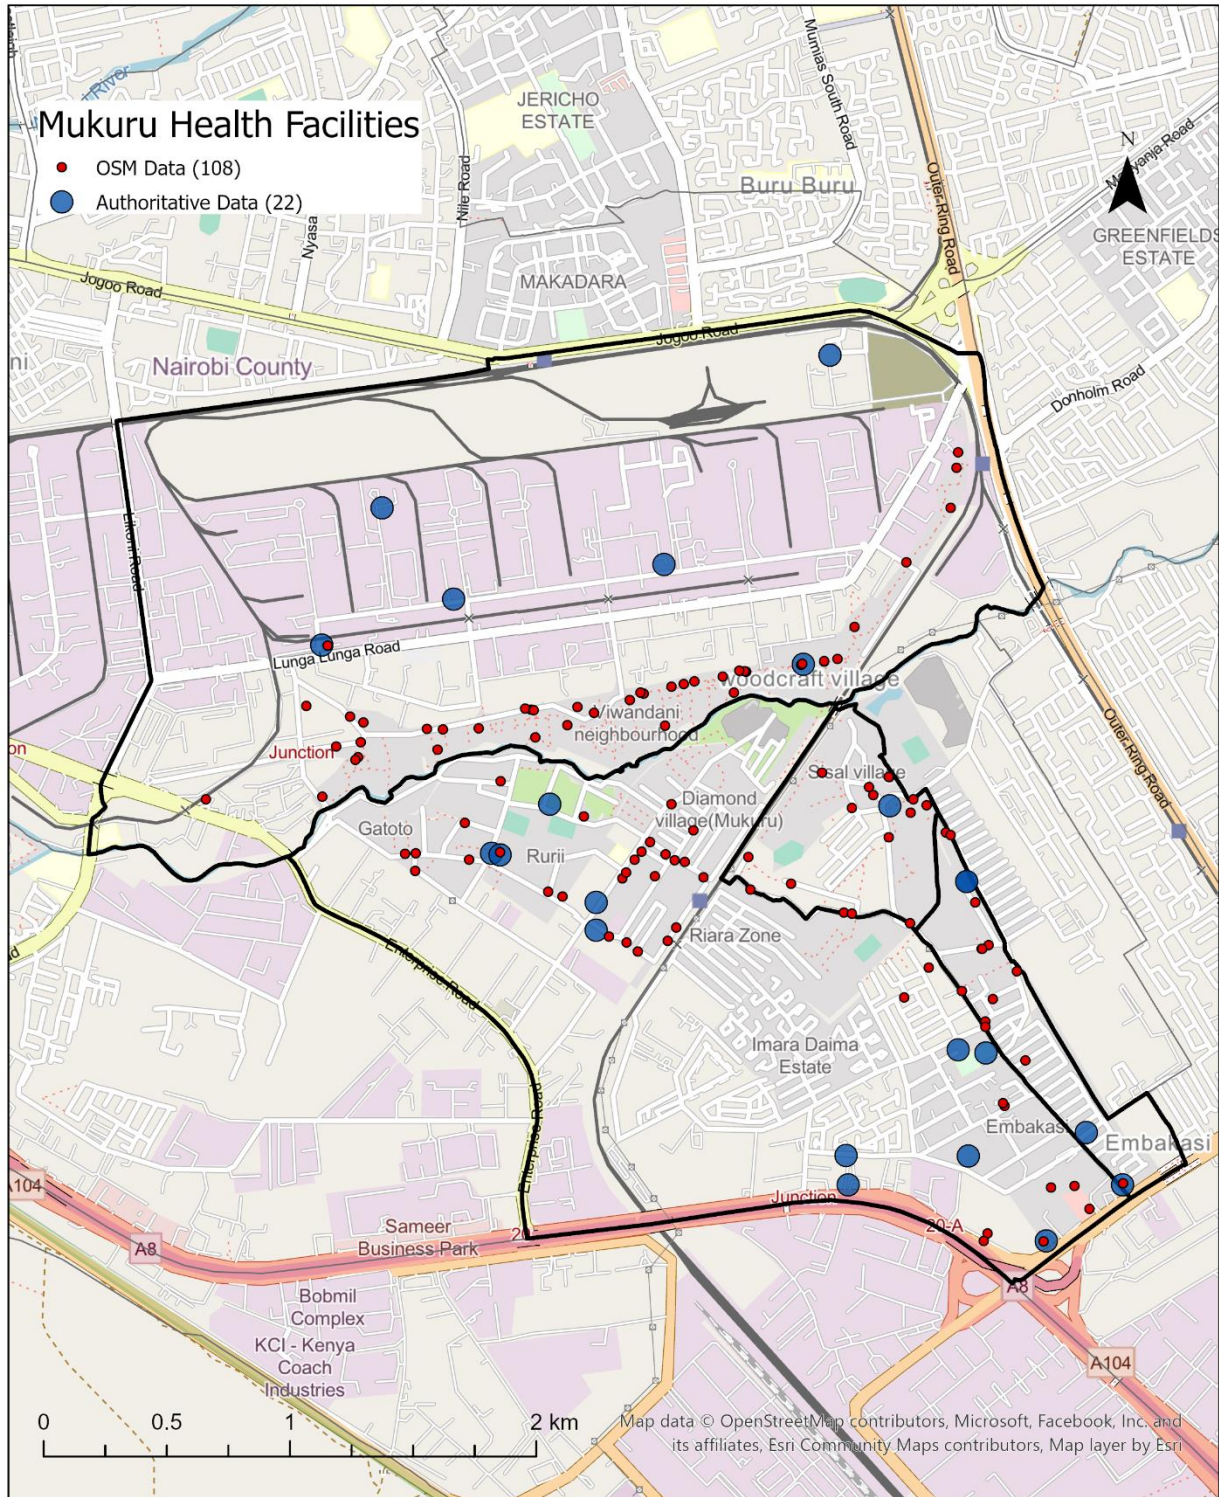 Mumias South Road
JERICHO
ESTATE
River
Mukuru Health Facilities
OSM Data (108)
Authoritative Data (22)
N
Outer Ring Road
Nile Road
Buru Buru
Nyasa
GREENFIELDS
ESTATE
Jogoo Road
MAKADARA
Jogoo Road
ni
Nairobi County
Donholm Road
Likoni Road
Lunga Lunga Road
woodcraft village
Viwandani
neighbourhood
Junction
on
Outer Ring Road
Sisal village
Diamond
village(Mukuru)
Gatoto
Rurii
Riara Zone
Enterprise Road
Imara Daima
Estate
Embakasi
Embakasi
Enterprise Road
A104
Junction
Sameer
Business Park
20-A
A8
A8
Bobmil
Complex
KCI - Kenya
Coach
Industries
A104
0
0.5
1
2 km
Map data © OpenStreetMap contributors, Microsoft, Facebook, Inc. and
its affiliates, Esri Community Maps contributors, Map layer by Esri